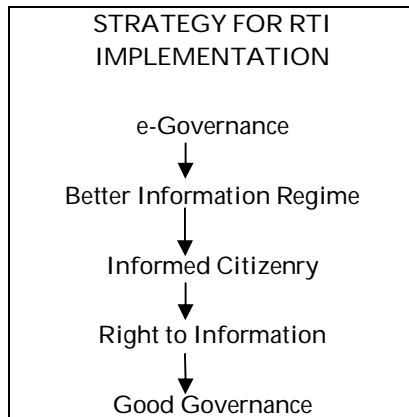 STRATEGY FOR RTI
IMPLEMENTATION
e-Governance
Better Information Regime
Informed Citizenry
Right to Information
Good Governance